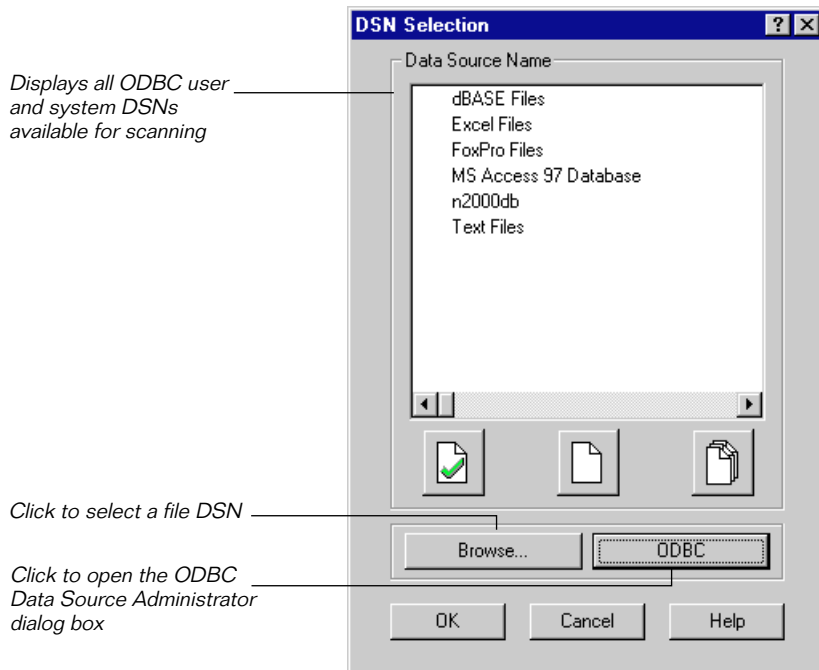 DSN Selection
Data Source Name
Displays all ODBC user
and system DSNs
available for scanning
dBASE Files
Excel Files
FoxPro Files
MS Access 97 Database
n2000db
Text Files
Click to select a file DSN
Browse...
ODBC
Click to open the ODBC
Data Source Administrator
dialog box
OK
Cancel
Help